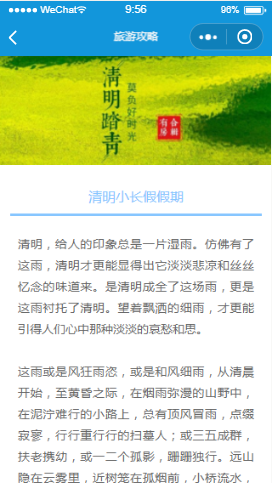 WeChat 9:56 96%
旅游攻略
清明踏青
莫负好时光
有合
房租
清明小长假假期
清明，给人的印象总是一片湿雨。仿佛有了
这雨，清明才更能显得出它淡淡悲凉和丝丝
忆念的味道来。是清明成全了这场雨，更是
这雨衬托了清明。望着飘洒的细雨，才更能
引得人们心中那种淡淡的哀愁和思。
这雨或是风狂雨恣，或是和风细雨，从清晨
开始，至黄昏之际，在烟雨弥漫的山野中，
在泥泞难行的小路上，总有顶风冒雨，点缀
寂寥，行行重行行的扫墓人；或三五成群，
扶老携幼，或一二个孤影，跚跚独行。远山
隐在云雾里，近树笼在孤烟前，小桥流水，